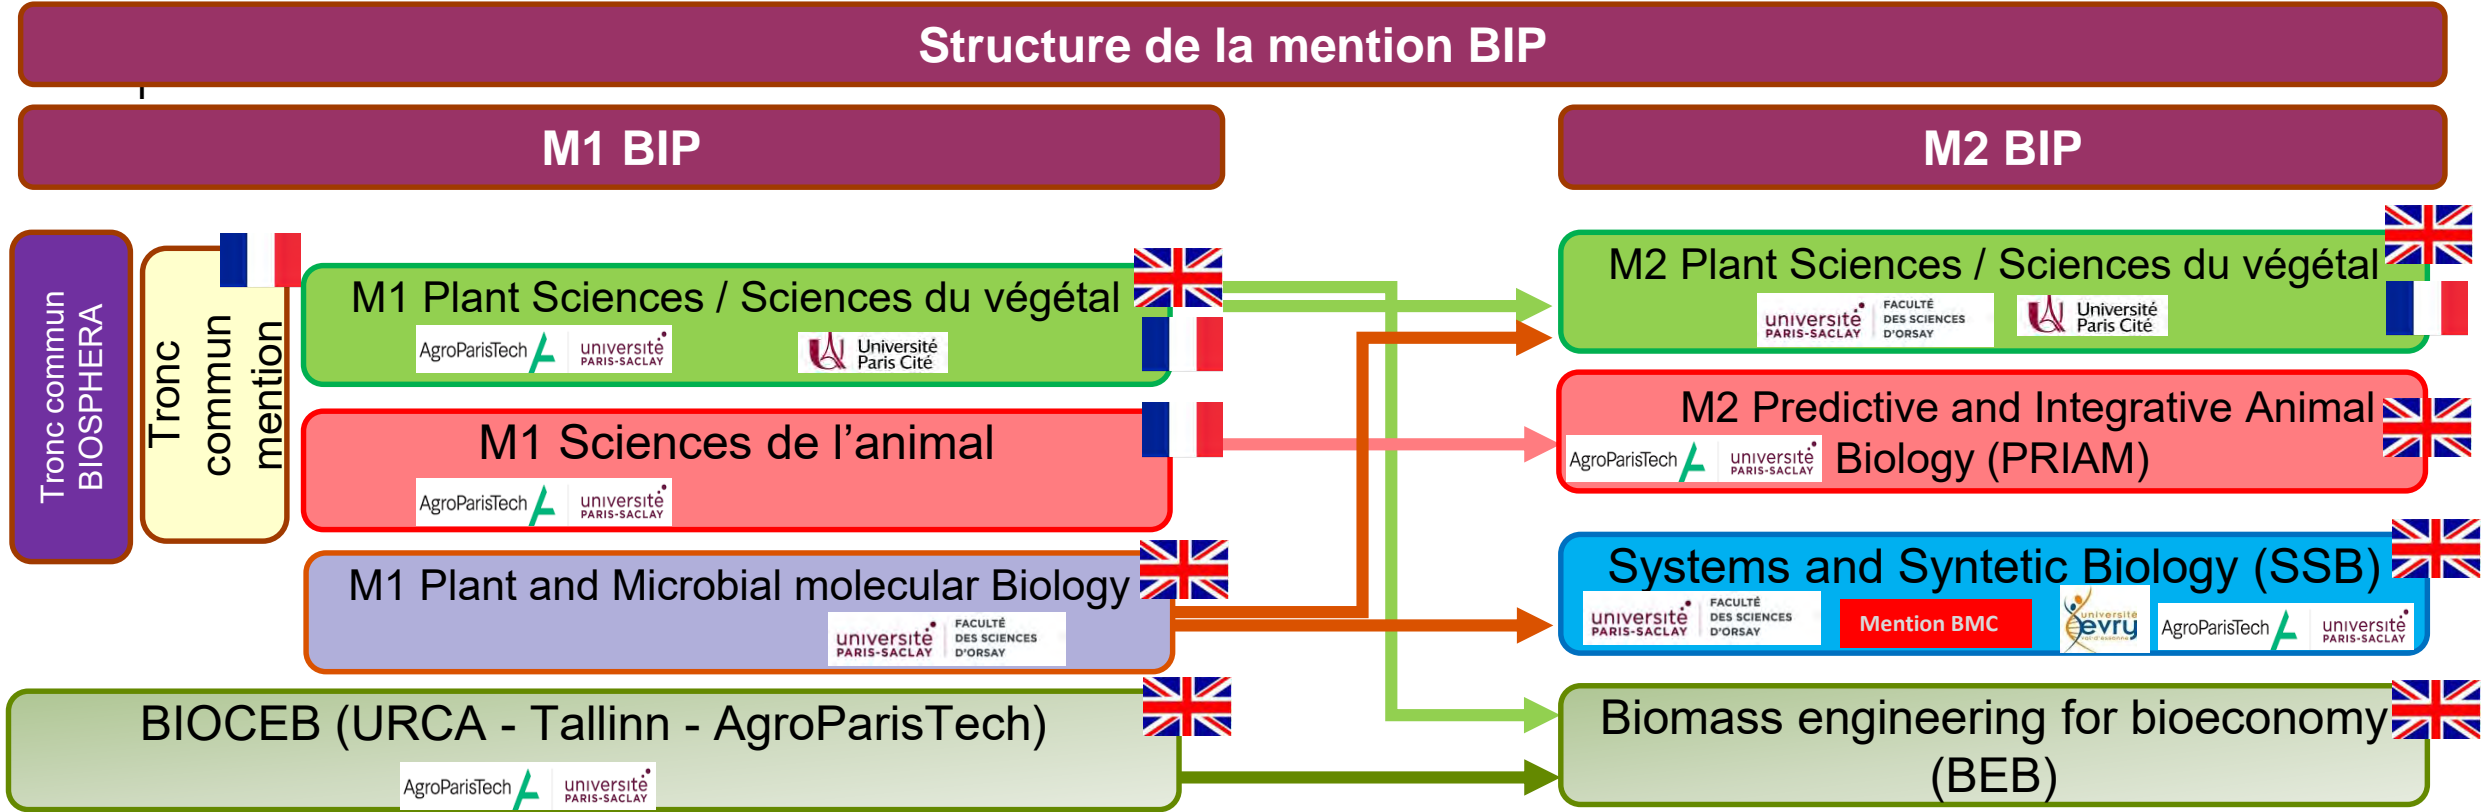 Structure de la mention BIP
M1 BIP
M2 BIP
Tronc commun
BIOSPHERA
Tronc
commun
mention
M1 Plant Sciences / Sciences du végétal
AgroParisTech
université
PARIS-SACLAY
Université
Paris Cité
M1 Sciences de l’animal
AgroParisTech
université
PARIS-SACLAY
M1 Plant and Microbial molecular Biology
université
PARIS-SACLAY
FACULTÉ
DES SCIENCES
D'ORSAY
BIOCEB (URCA - Tallinn - AgroParisTech)
AgroParisTech
université
PARIS-SACLAY
M2 Plant Sciences / Sciences du végétal
université
PARIS-SACLAY
FACULTÉ
DES SCIENCES
D'ORSAY
Université
Paris Cité
M2 Predictive and Integrative Animal
Biology (PRIAM)
AgroParisTech
université
PARIS-SACLAY
Systems and Syntetic Biology (SSB)
université
PARIS-SACLAY
FACULTÉ
DES SCIENCES
D'ORSAY
Mention BMC
université
evry
val-d'essonne
AgroParisTech
université
PARIS-SACLAY
Biomass engineering for bioeconomy
(BEB)